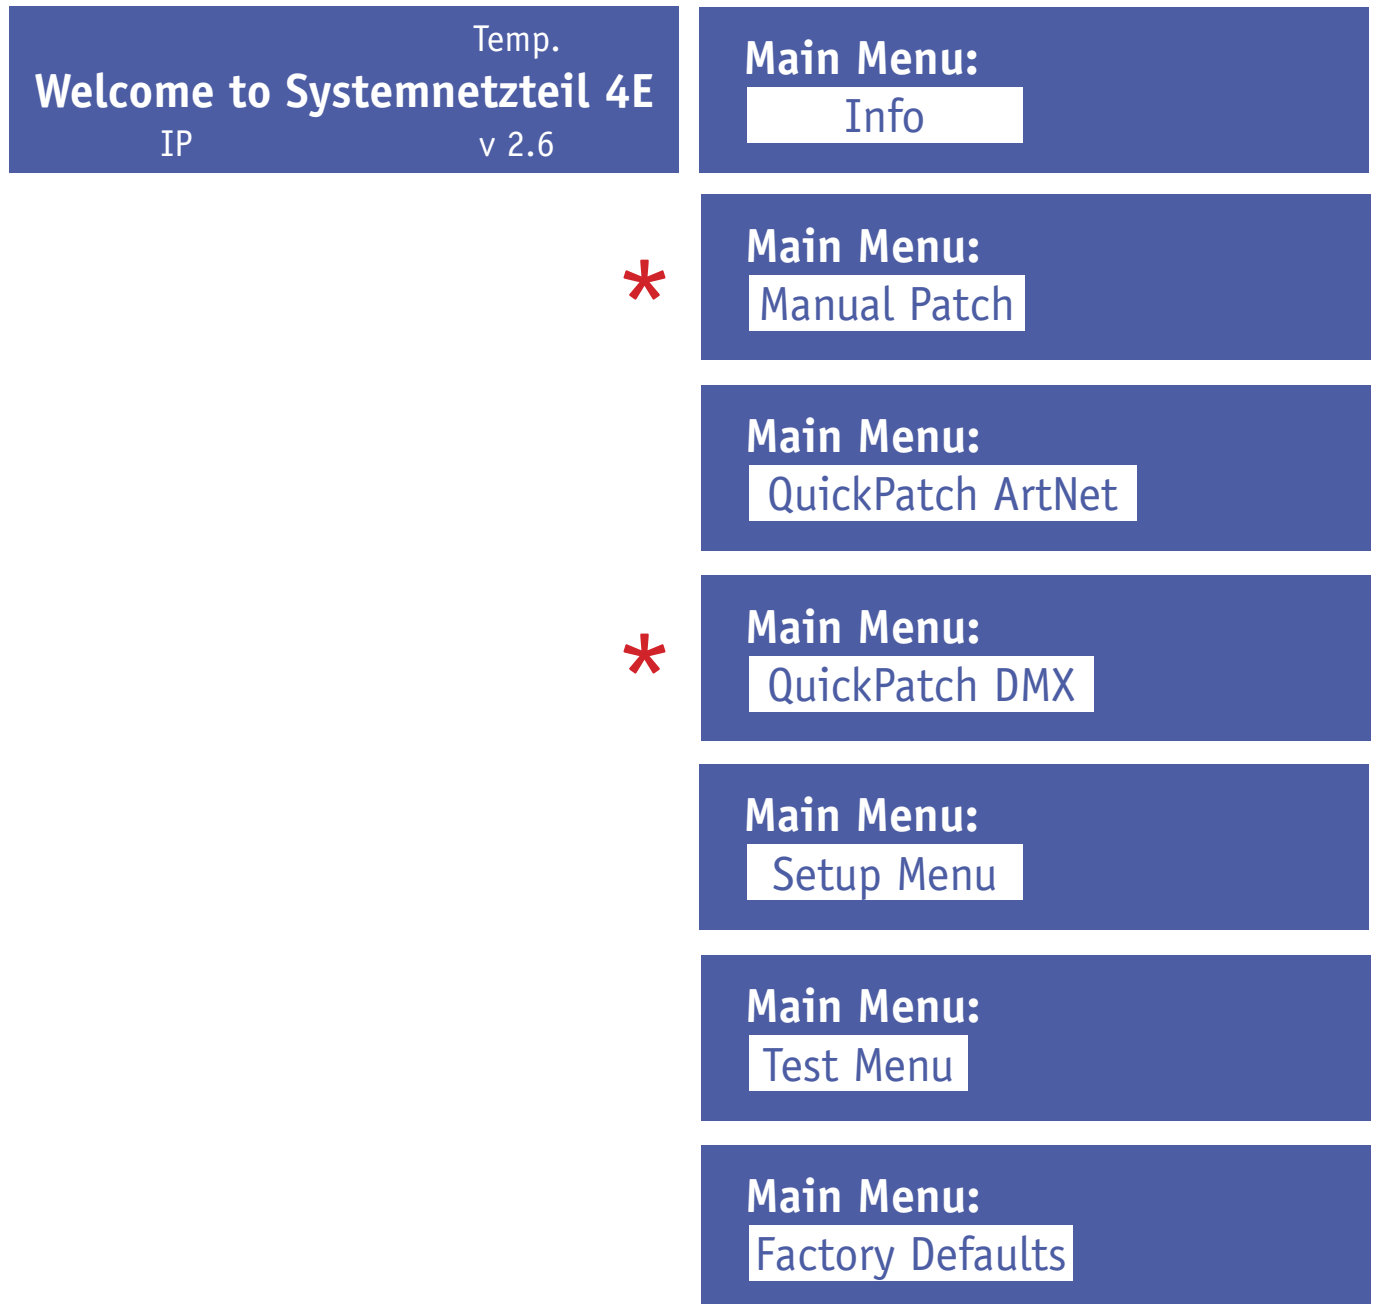 Temp.
Welcome to Systemnetzteil 4E
IP v 2.6
Main Menu:
Info
*
Main Menu:
Manual Patch
Main Menu:
QuickPatch ArtNet
*
Main Menu:
QuickPatch DMX
Main Menu:
Setup Menu
Main Menu:
Test Menu
Main Menu:
Factory Defaults